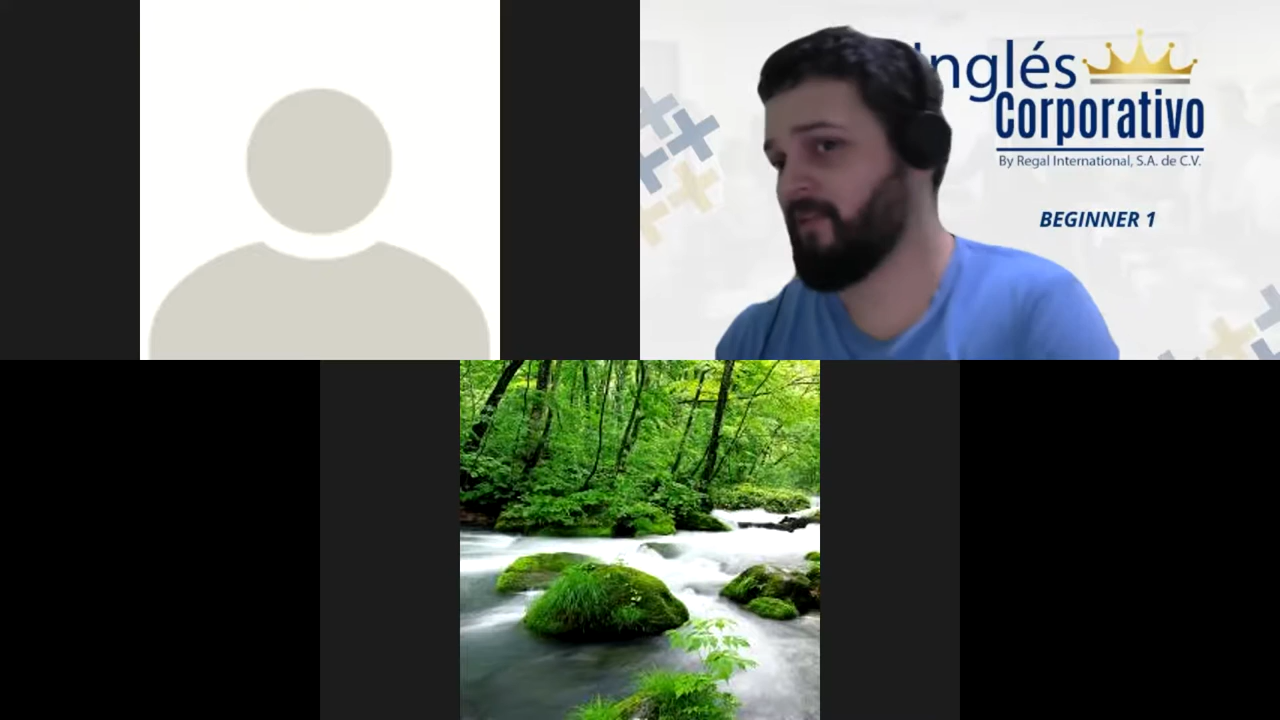 Inglés
Corporativo
By Regal International, S.A. de C.V.
BEGINNER 1